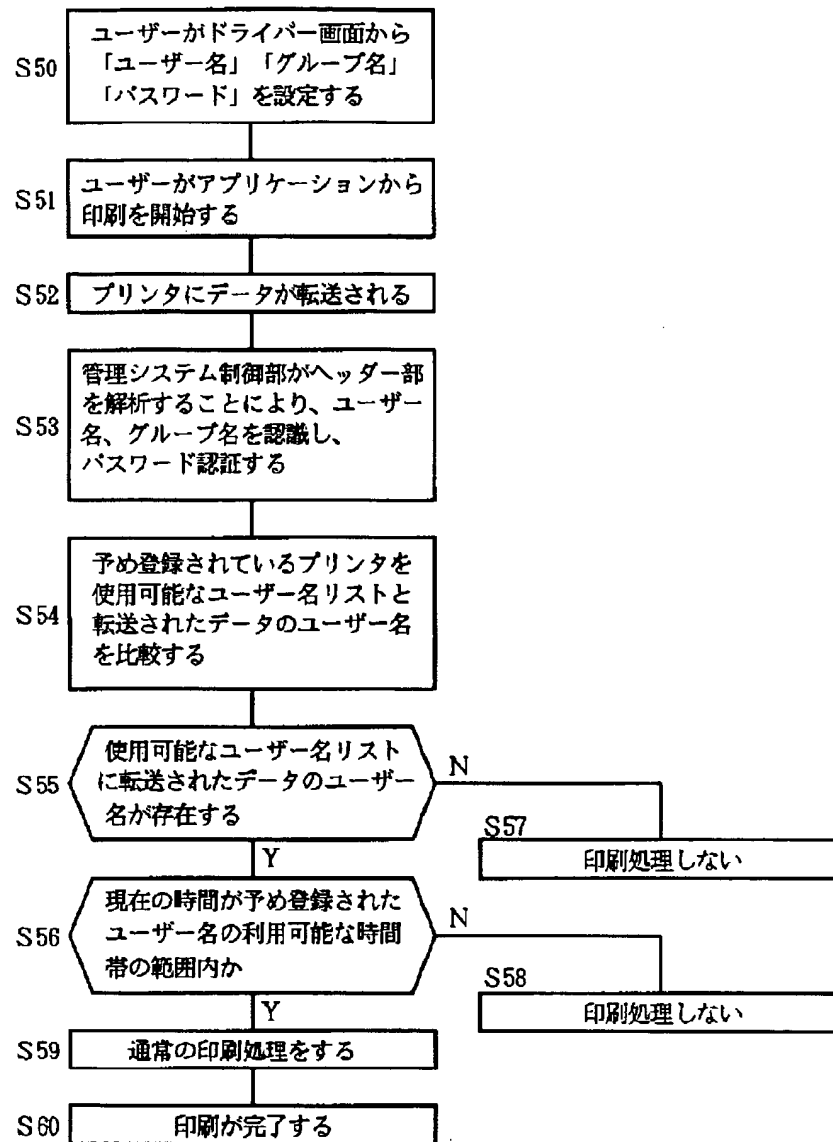 S50
ユーザーがドライバー画面から
「ユーザー名」「グループ名」
「パスワード」を設定する
S51
ユーザーがアプリケーションから
印刷を開始する
S52
プリンタにデータが転送される
S53
管理システム制御部がヘッダー部
を解析することにより、ユーザー
名、グループ名を認識し、
パスワード認証する
S54
予め登録されているプリンタを
使用可能なユーザー名リストと
転送されたデータのユーザー名
を比較する
S55
使用可能なユーザー名リスト
に転送されたデータのユーザー
名が存在する
N
S57
印刷処理しない
Y
S56
現在の時間が予め登録された
ユーザー名の利用可能な時間
帯の範囲内か
N
S58
印刷処理しない
Y
S59
通常の印刷処理をする
S60
印刷が完了する